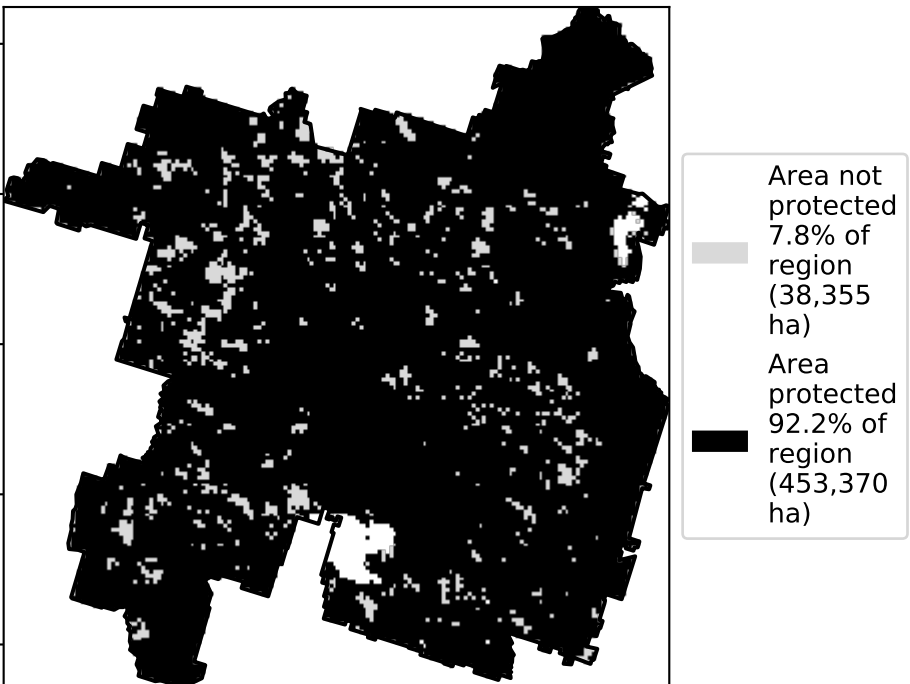 Area not
protected
7.8% of
region
(38,355
ha)
Area
protected
92.2% of
region
(453,370
ha)